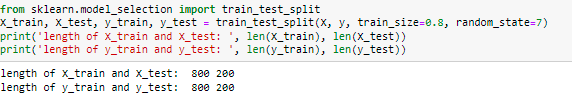 from sklearn.model_selection import train_test_split
X_train, X_test, y_train, y_test = train_test_split(X, y, train_size=0.8, random_state=7)
print('length of X_train and X_test: ', len(X_train), len(X_test))
print('length of y_train and y_test: ', len(y_train), len(y_test))
length of X_train and X_test:  800 200
length of y_train and y_test:  800 200